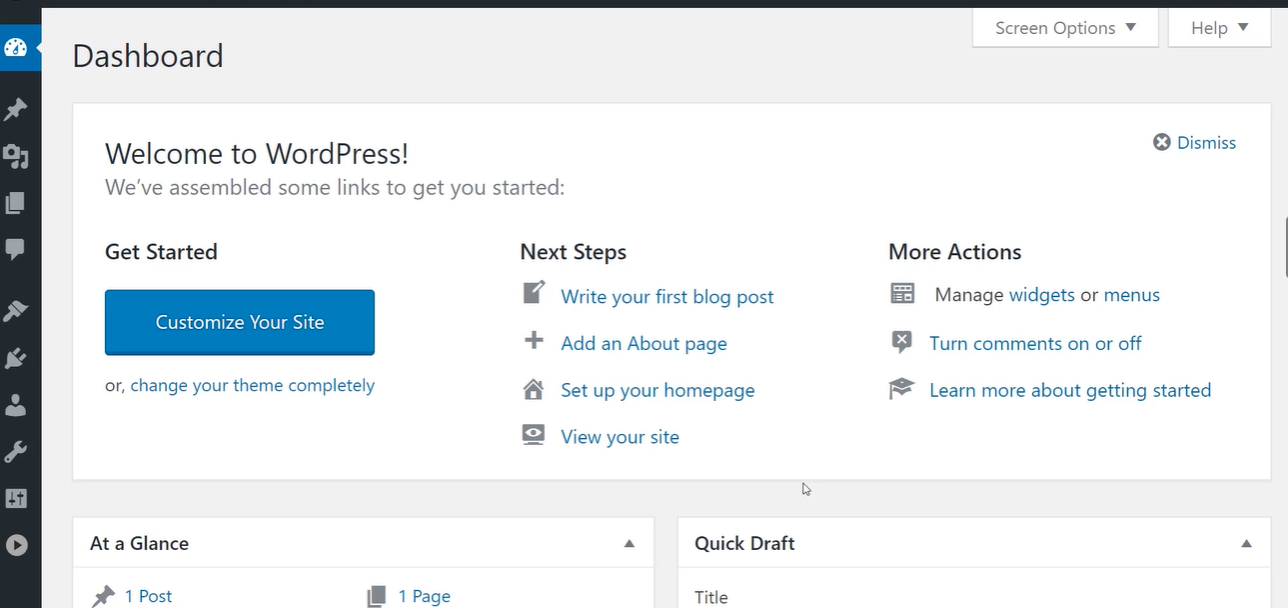 Screen Options
Help
Dashboard
Welcome to WordPress!
Dismiss
We’ve assembled some links to get you started:
Get Started
Customize Your Site
or, change your theme completely
Next Steps
Write your first blog post
Add an About page
Set up your homepage
View your site
More Actions
Manage widgets or menus
Turn comments on or off
Learn more about getting started
At a Glance
1 Post
1 Page
Quick Draft
Title